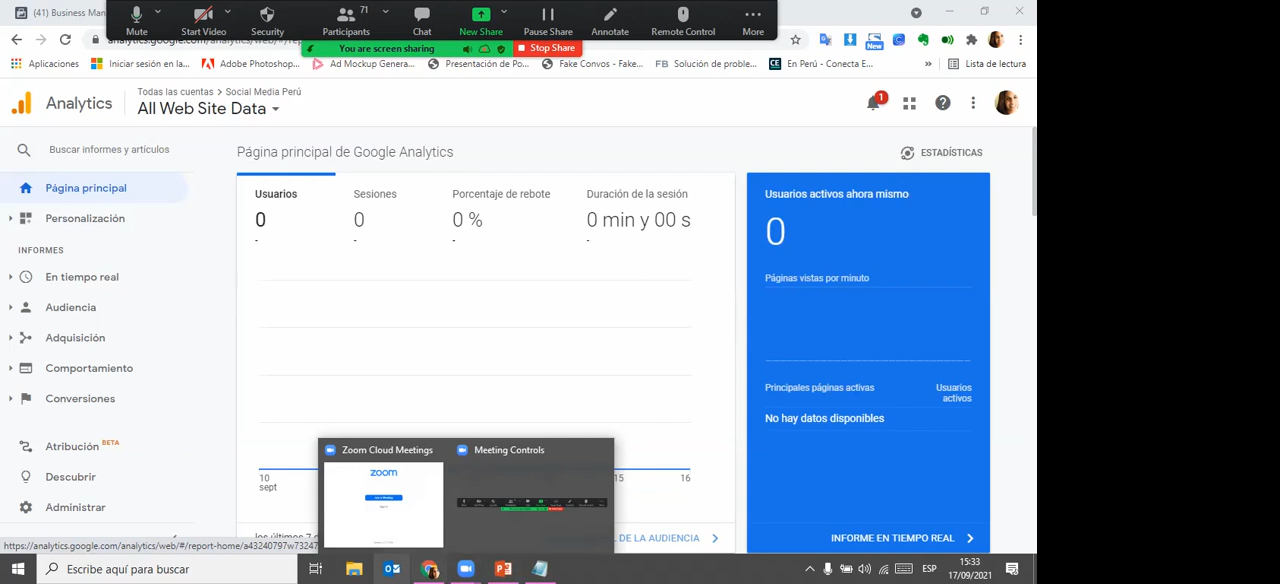 (41) Business Man
Mute
Start Video
Security
Participants
71
Chat
New Share
Pause Share
Annotate
Remote Control
More
You are screen sharing
Stop Share
New
Aplicaciones
Iniciar sesión en la...
Adobe Photoshop...
Ad Mockup Genera...
Presentación de Po...
Fake Convos - Fake...
FB Solución de proble...
CE En Perú - Conecta E...
»
Lista de lectura
Analytics
Todas las cuentas > Social Media Perú
All Web Site Data
1
Buscar informes y artículos
Página principal
Personalización
INFORMES
En tiempo real
Audiencia
Adquisición
Comportamiento
Conversiones
Atribución BETA
Descubrir
Administrar
Página principal de Google Analytics
ESTADÍSTICAS
Usuarios
0
-
Sesiones
0
-
Porcentaje de rebote
0 %
-
Duración de la sesión
0 min y 00 s
-
10
sept
15
16
DE LA AUDIENCIA
Usuarios activos ahora mismo
0
Páginas vistas por minuto
Principales páginas activas
Usuarios
activos
No hay datos disponibles
INFORME EN TIEMPO REAL
Zoom Cloud Meetings
Meeting Controls
zoom
https://analytics.google.com/analytics/web/#/report-home/a43240797w73247
Escribe aquí para buscar
ESP
15:33
17/09/2021